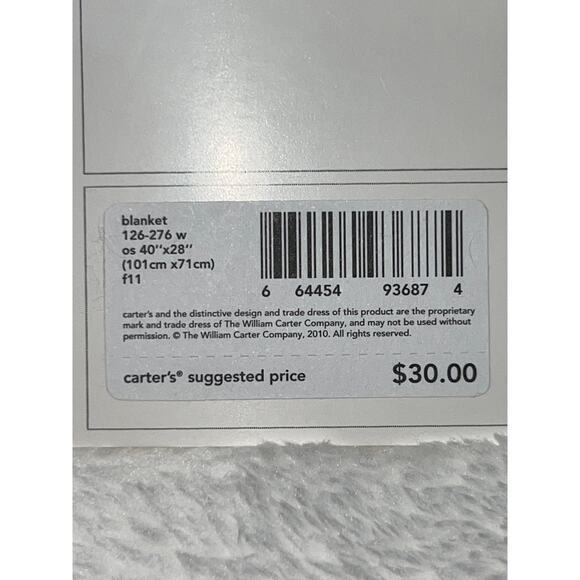 blanket
126-276 w
os 40''x28''
(101cm x71cm)
f11
6 64454 93687 4
carter's and the distinctive design and trade dress of this product are the proprietary
mark and trade dress of The William Carter Company, and may not be used without
permission. © The William Carter Company, 2010. All rights reserved.
carter's® suggested price $30.00